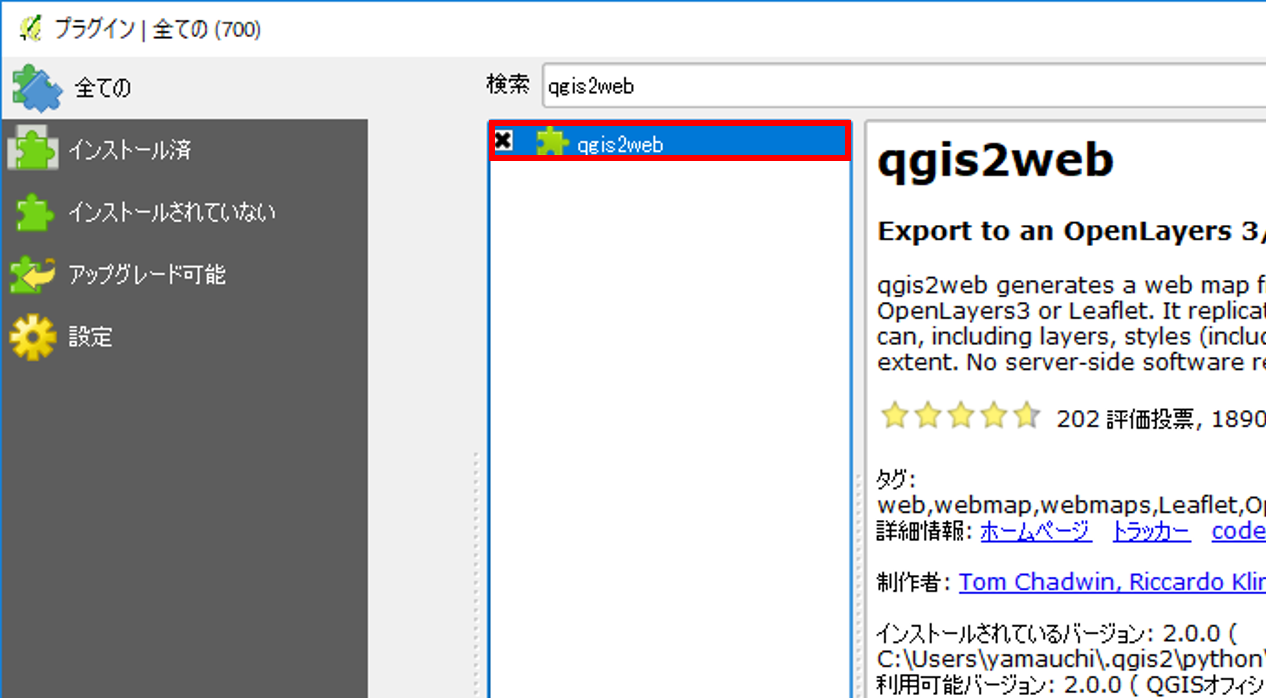 プラグイン | 全ての (700)
全ての
検索 qgis2web
インストール済
インストールされていない
アップグレード可能
設定
qgis2web
qgis2web
Export to an OpenLayers 3/
qgis2web generates a web map f
OpenLayers3 or Leaflet. It replicat
can, including layers, styles (includ
extent. No server-side software re
202 評価投票, 1890
タグ:
web,webmap,webmaps,Leaflet,Op
詳細情報: ホームページ トラッカー code
制作者: Tom Chadwin, Riccardo Klin
インストールされているバージョン: 2.0.0 (
C:\Users\yamauchi\.qgis2\python\
利用可能バージョン: 2.0.0 ( QGISオフィシ